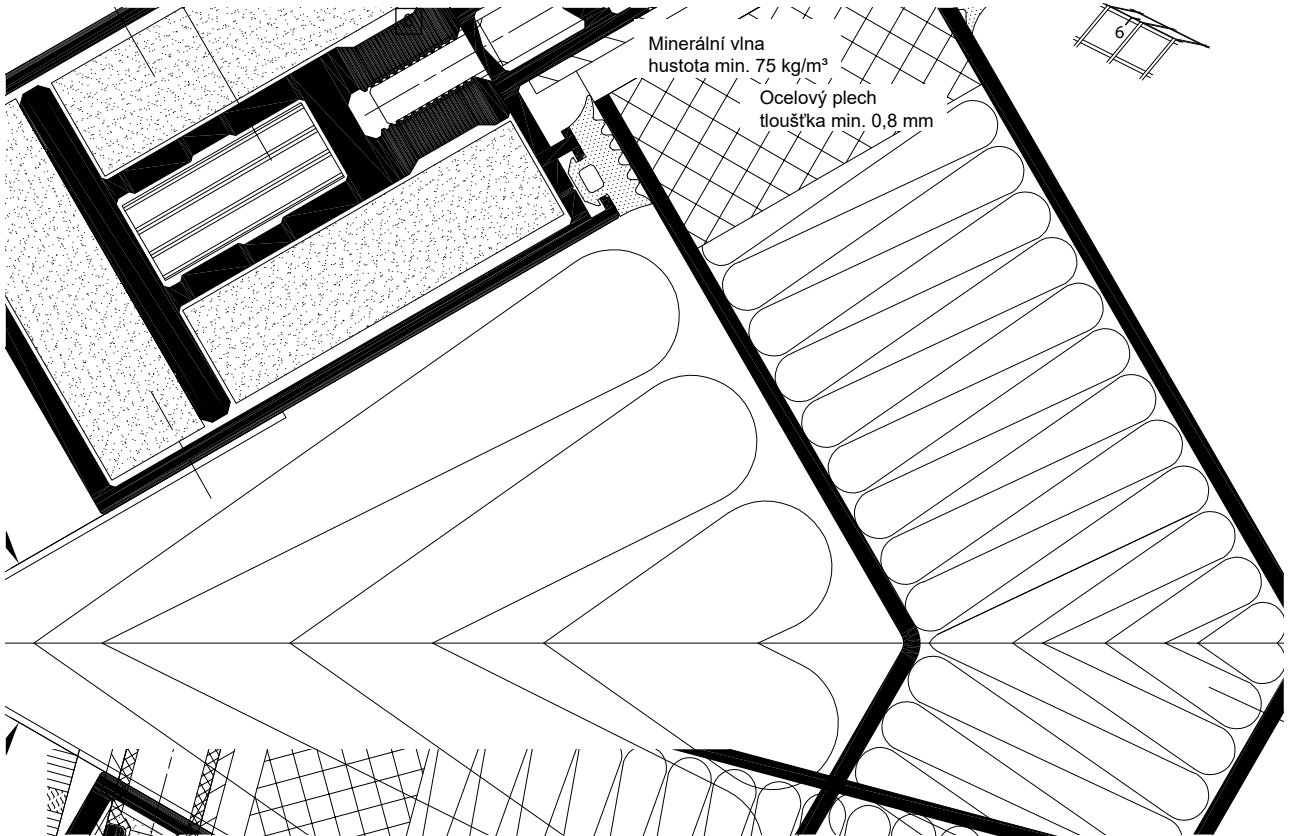 Minerální vlna
hustota min. 75 kg/m³
Ocelový plech
tloušťka min. 0,8 mm
6